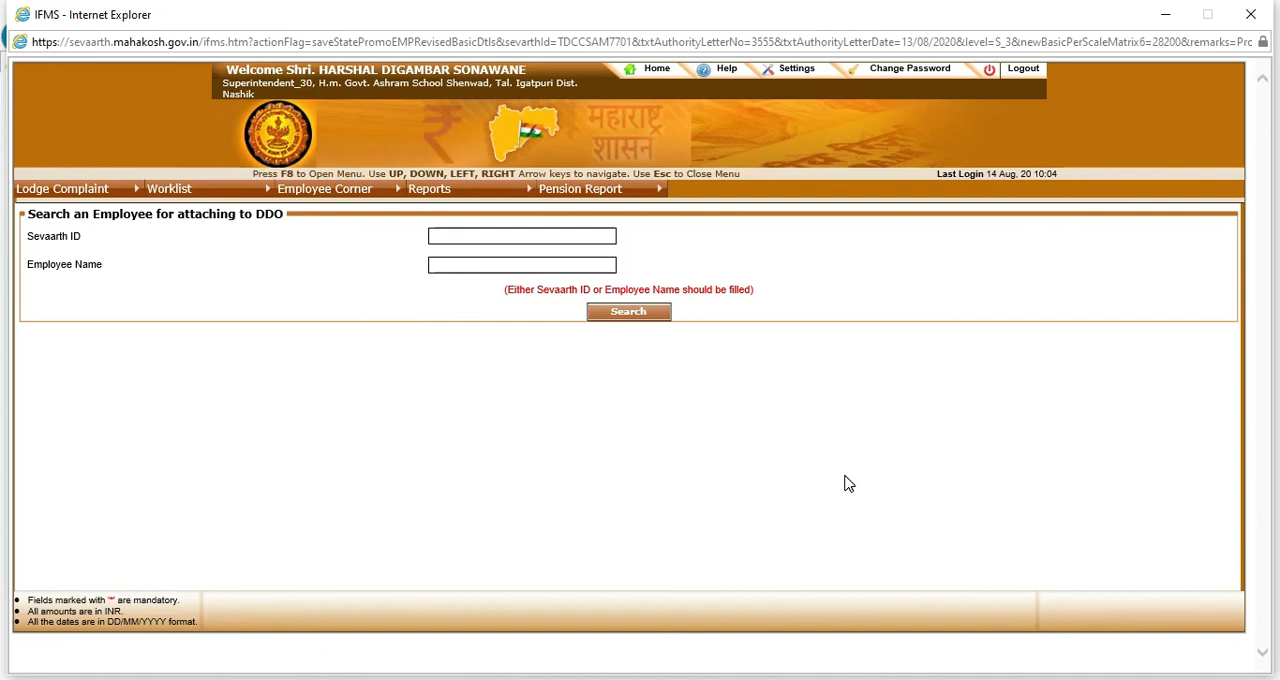 IFMS - Internet Explorer
https://sevaarth.mahakosh.gov.in/ifms.htm?actionFlag=saveStatePromoEMPRevisedBasicDtls&sevarthId=TDCCSAM7701&txtAuthorityLetterNo=3555&txtAuthorityLetterDate=13/08/2020&level=S_3&newBasicPerScaleMatrix6=28200&remarks=Prc
Welcome Shri. HARSHAL DIGAMBAR SONAWANE
Home Help Settings Change Password Logout
Superintendent_30, H.m. Govt. Ashram School Shenwad, Tal. Igatpuri Dist.
Nashik
महाराष्ट्र
शासन
Press F8 to Open Menu. Use UP, DOWN, LEFT, RIGHT Arrow keys to navigate. Use Esc to Close Menu
Last Login 14 Aug, 20 10:04
Lodge Complaint Worklist Employee Corner Reports Pension Report
Search an Employee for attaching to DDO
Sevaarth ID
Employee Name
(Either Sevaarth ID or Employee Name should be filled)
Search
Fields marked with '*' are mandatory.
All amounts are in INR.
All the dates are in DD/MM/YYYY format.